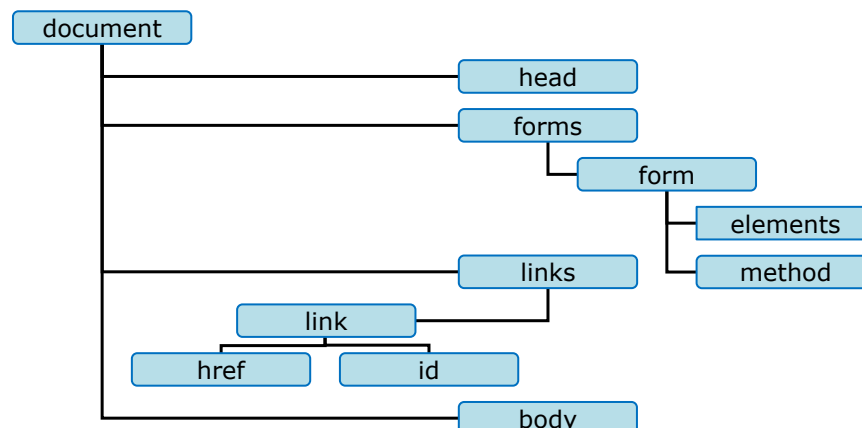 document
head
forms
form
elements
method
links
link
href
id
body